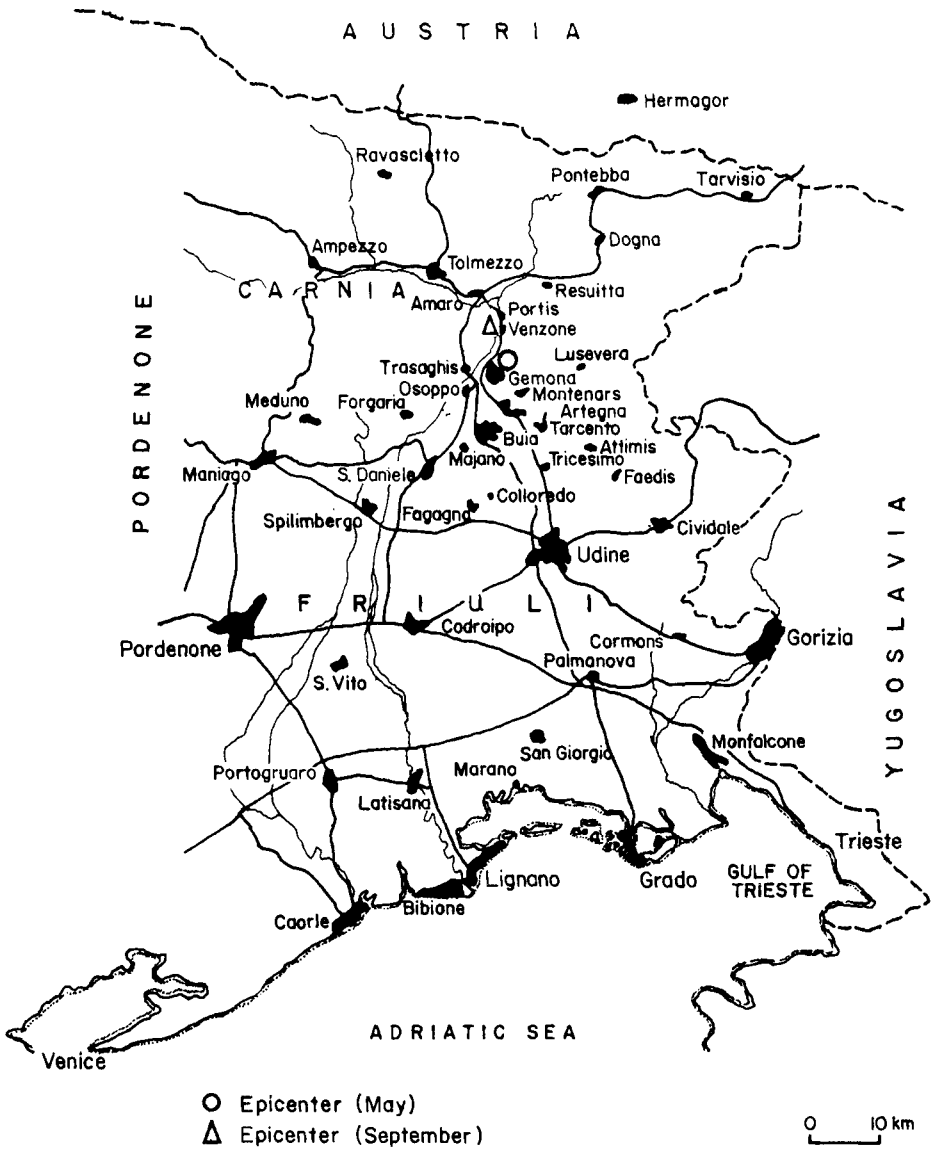 AUSTRIA
Hermagor
Ravascletto
Pontebba
Tarvisio
Dogna
Ampezzo
Tolmezzo
CARNIA
Resuitta
Amaro
Portis
Venzone
PORDENONE
Lusevera
Trasaghis
Gemona
Osoppo
Montenars
Meduno
Forgaria
Artegna
Tarcento
Buia
Attimis
Majano
Tricesimo
Maniago
S. Daniele
Faedis
Colloredo
Spilimbergo
Fagagna
Cividale
Udine
YUGOSLAVIA
FRIULI
Codroipo
Cormons
Gorizia
Pordenone
Palmanova
S. Vito
San Giorgio
Monfalcone
Portogruaro
Marano
Latisana
Trieste
Lignano
Grado
GULF OF
TRIESTE
Bibione
Caorle
ADRIATIC SEA
Venice
Epicenter (May)
Epicenter (September)
0 10 km